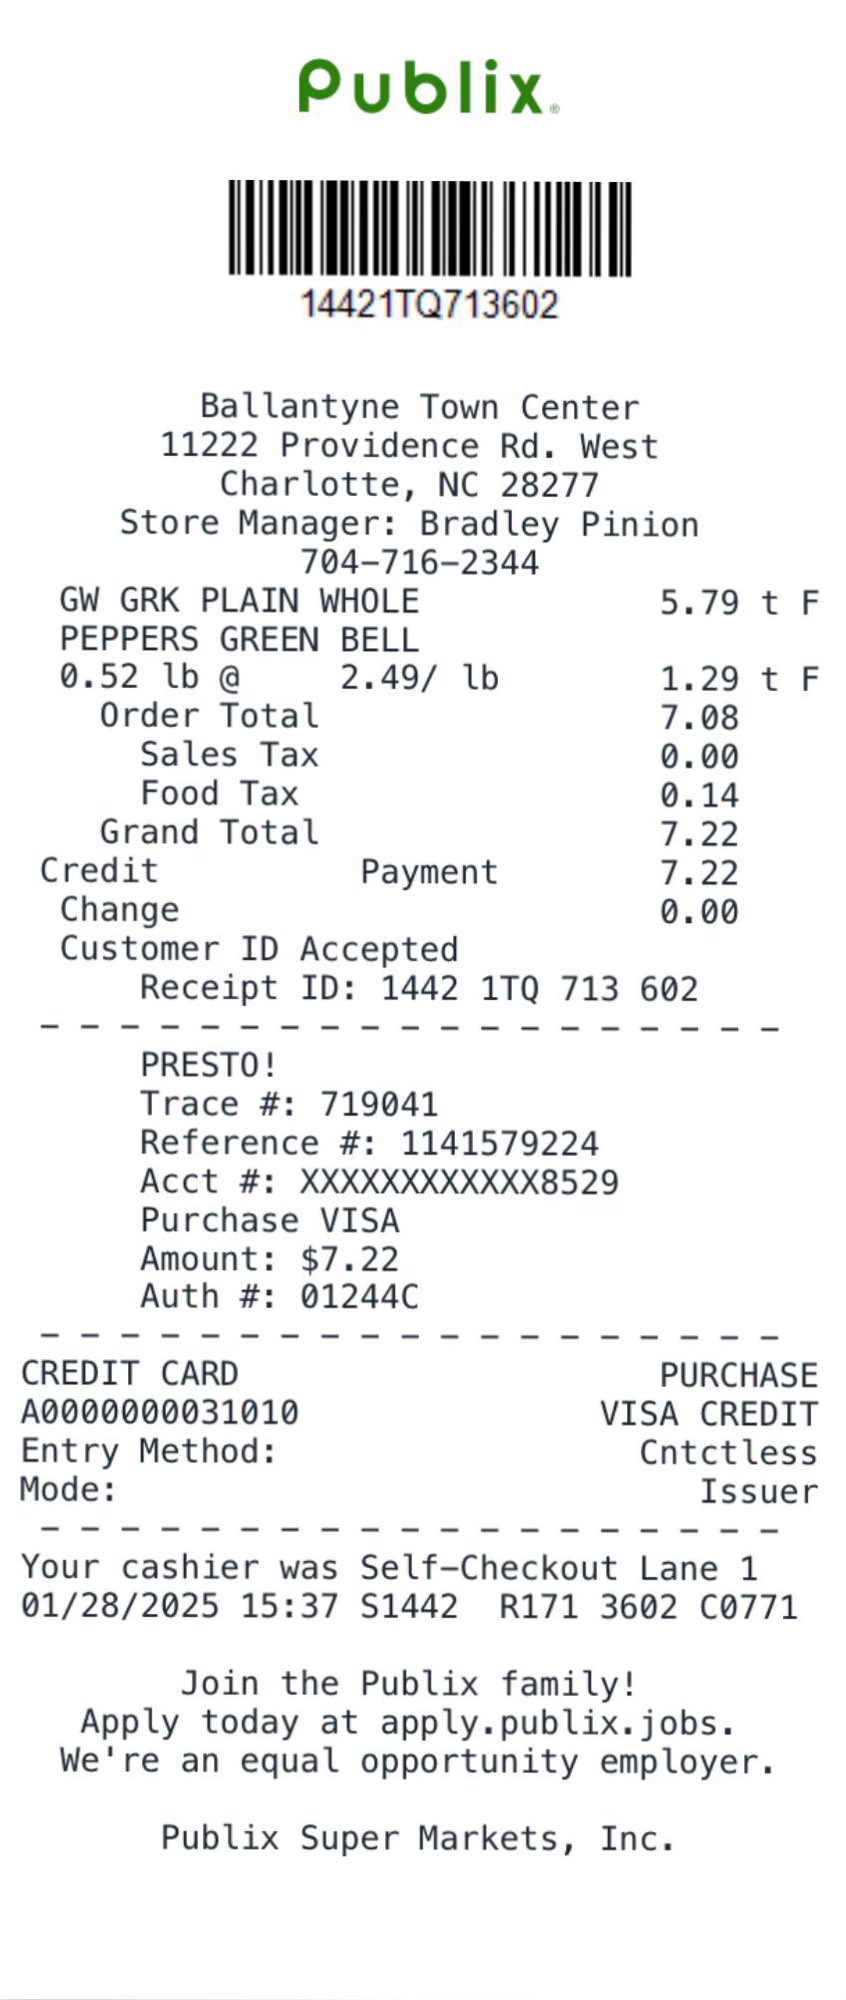 Publix®
14421TQ713602
Ballantyne Town Center
11222 Providence Rd. West
Charlotte, NC 28277
Store Manager: Bradley Pinion
704-716-2344
GW GRK PLAIN WHOLE 5.79 t F
PEPPERS GREEN BELL
0.52 lb @ 2.49/ lb 1.29 t F
Order Total 7.08
Sales Tax 0.00
Food Tax 0.14
Grand Total 7.22
Credit Payment 7.22
Change 0.00
Customer ID Accepted
Receipt ID: 1442 1TQ 713 602
- - - - - - - - - - - - - - - - - - -
PRESTO!
Trace #: 719041
Reference #: 1141579224
Acct #: XXXXXXXXXXXX8529
Purchase VISA
Amount: $7.22
Auth #: 01244C
- - - - - - - - - - - - - - - - - - -
CREDIT CARD PURCHASE
A0000000031010 VISA CREDIT
Entry Method: Cntctless
Mode: Issuer
- - - - - - - - - - - - - - - - - - -
Your cashier was Self-Checkout Lane 1
01/28/2025 15:37 S1442 R171 3602 C0771
Join the Publix family!
Apply today at apply.publix.jobs.
We're an equal opportunity employer.
Publix Super Markets, Inc.